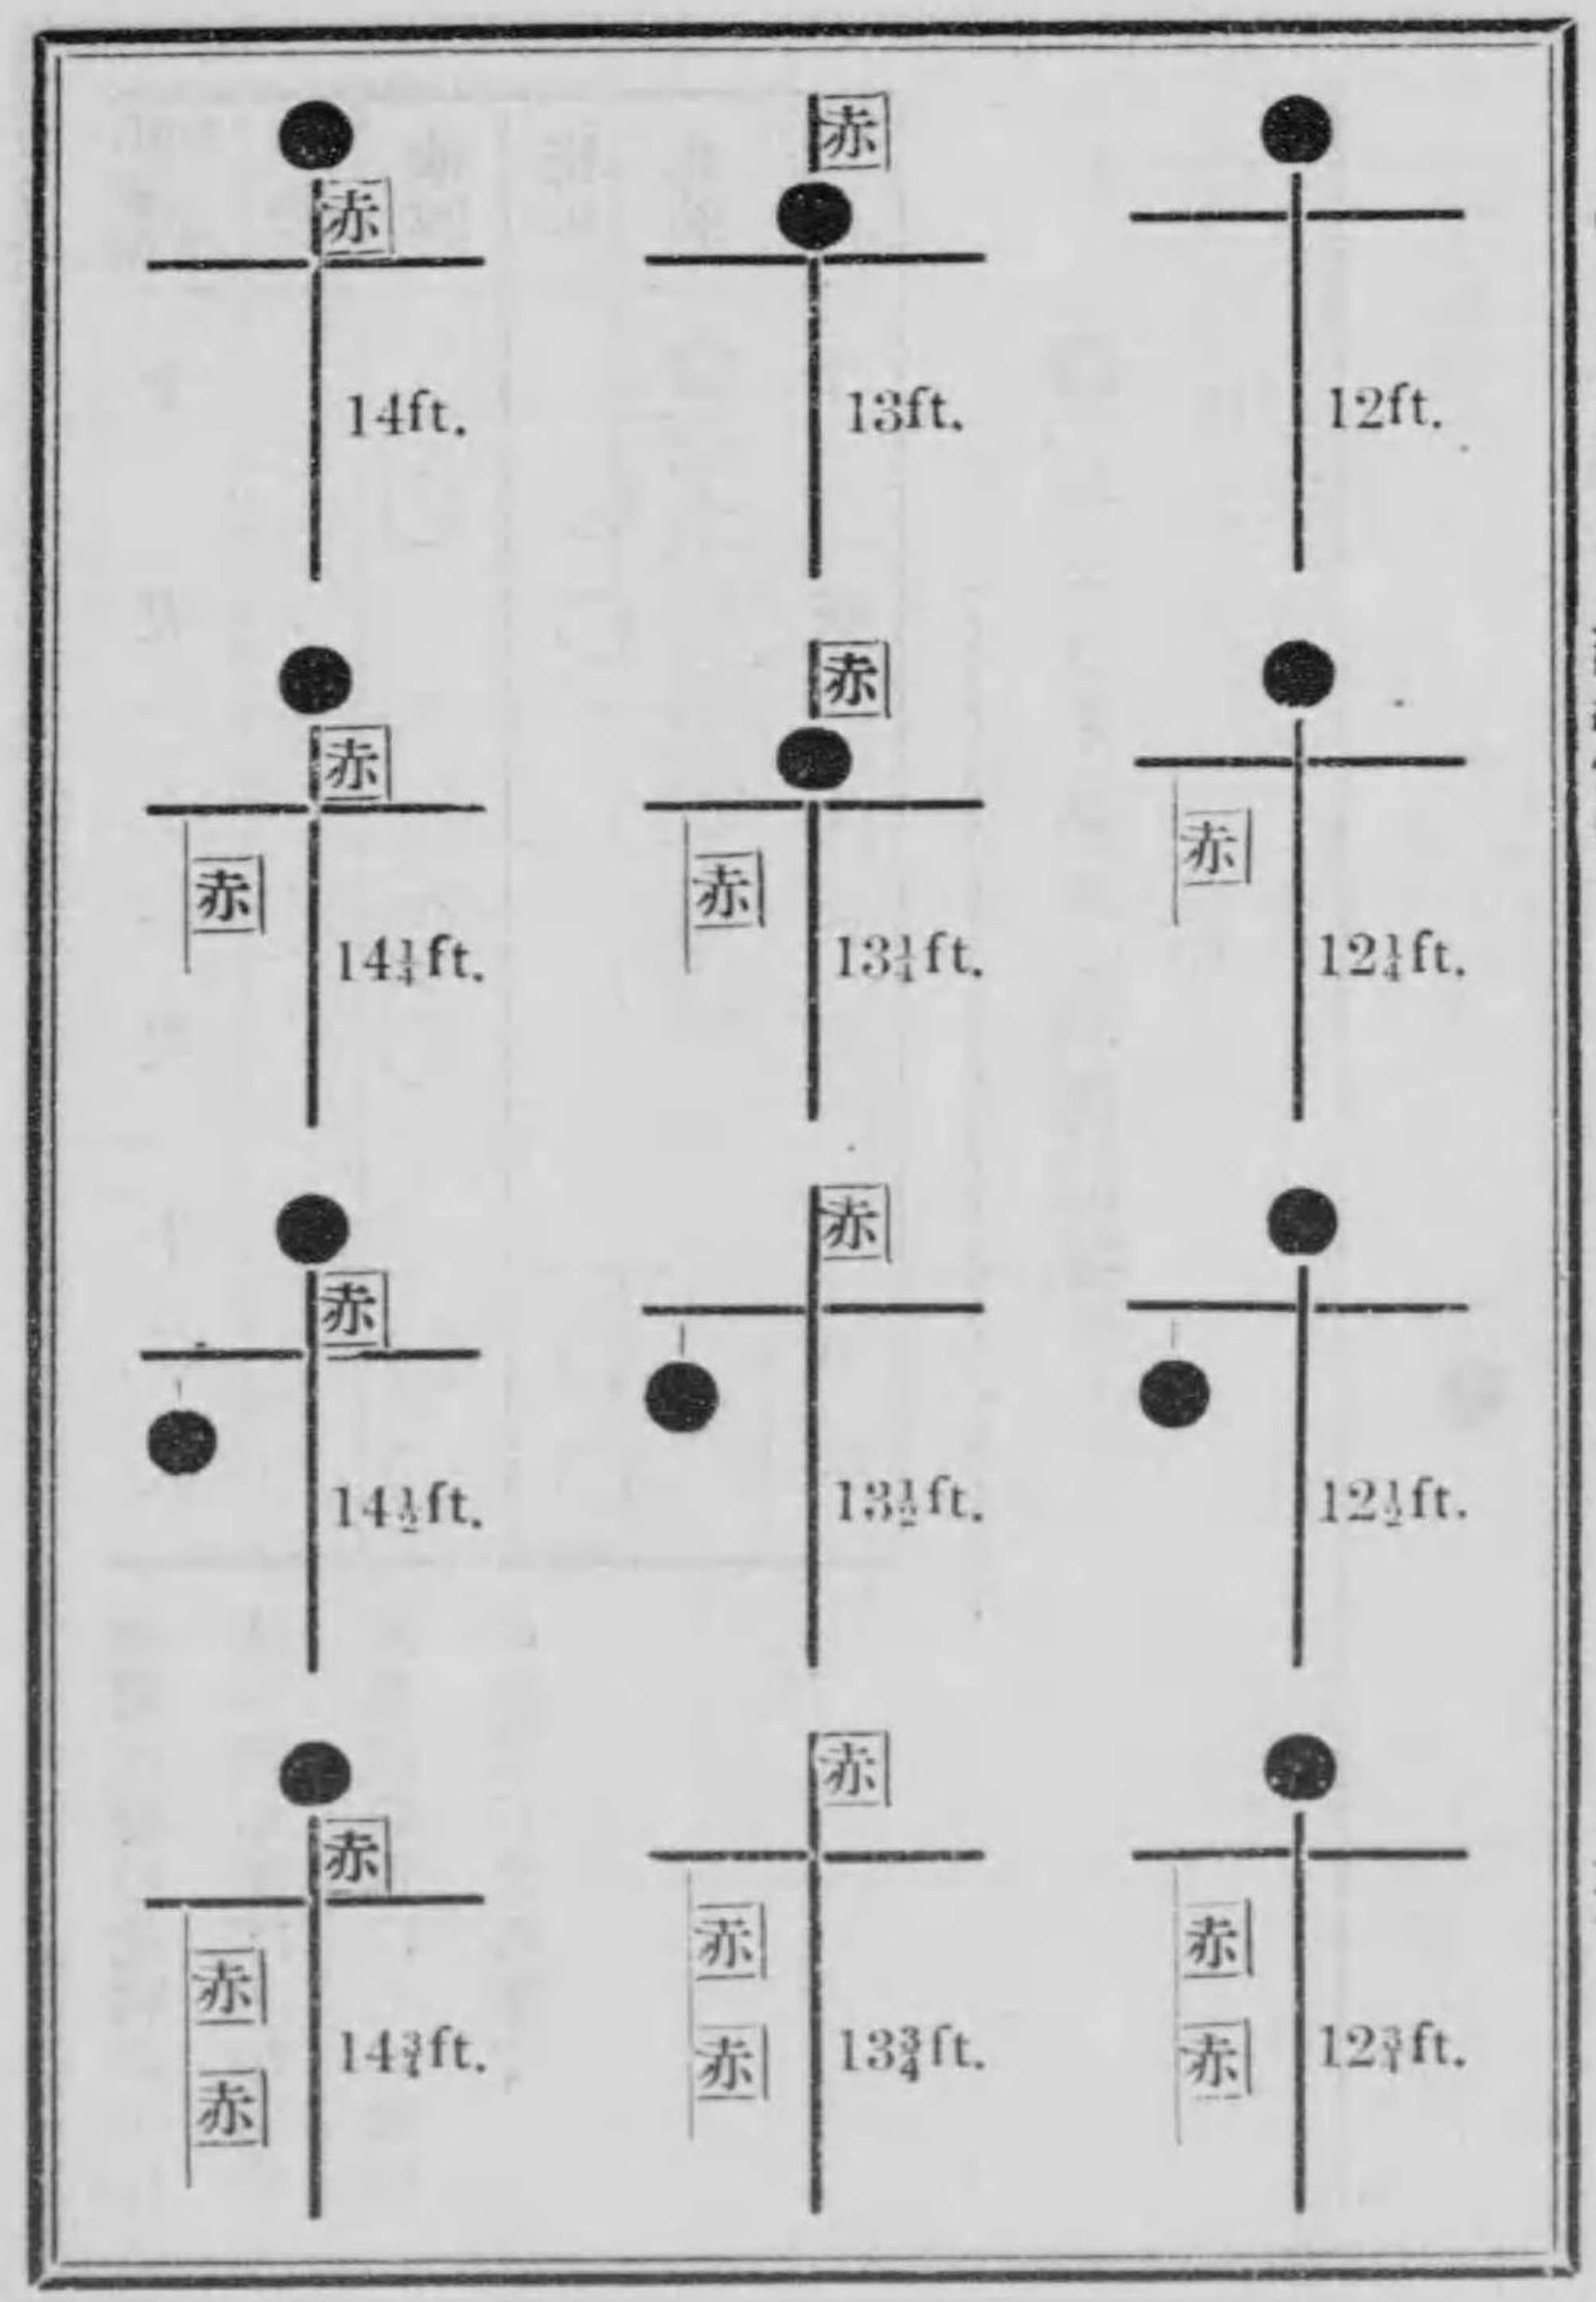 12ft.
赤
12¼ft.
12½ft.
赤
赤
12¾ft.
赤
13ft.
赤
赤
13¼ft.
赤
13½ft.
赤
赤
赤
13¾ft.
赤
14ft.
赤
赤
14¼ft.
赤
14½ft.
赤
赤
赤
14¾ft.